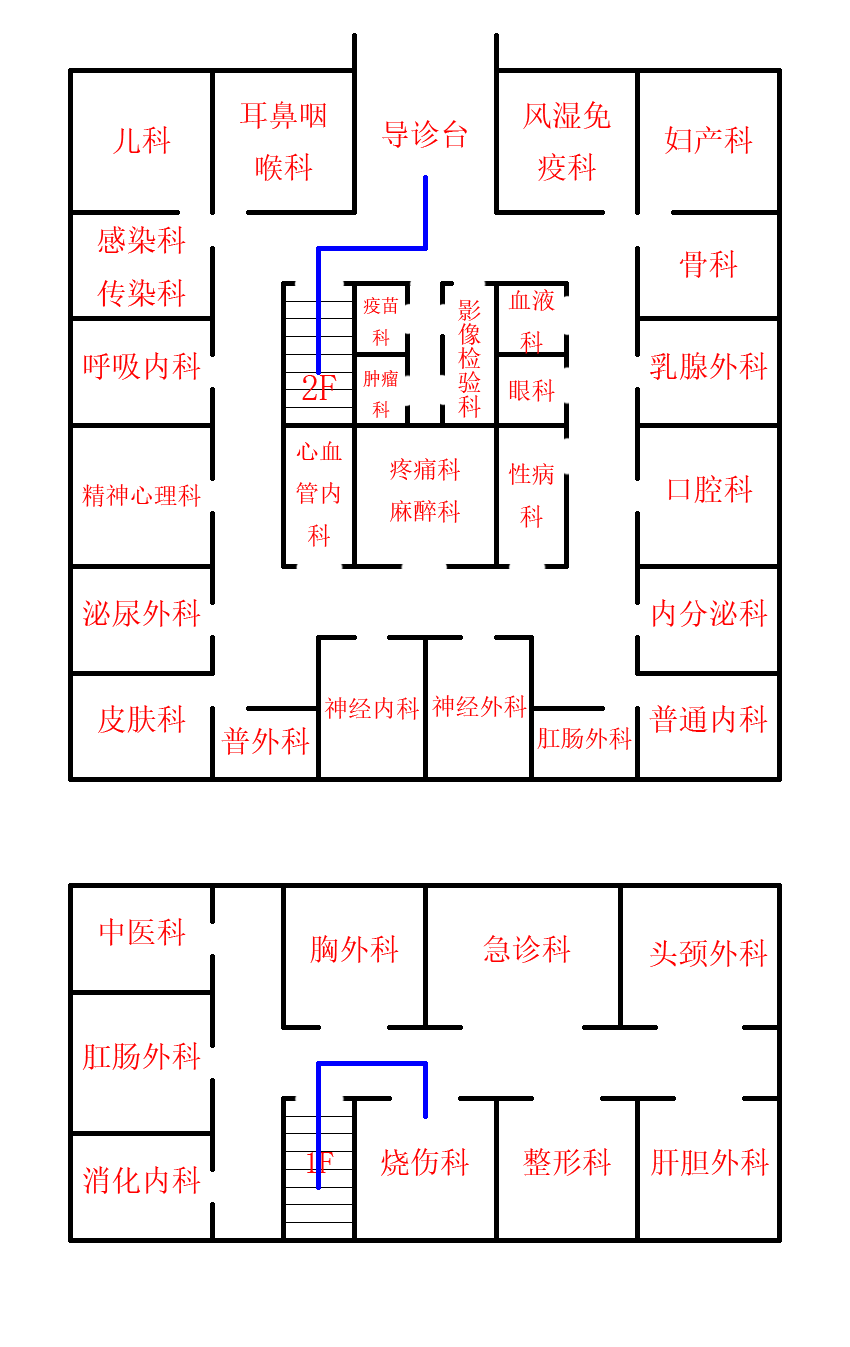 儿科
耳鼻咽
喉科
导诊台
风湿免
疫科
妇产科
感染科
传染科
骨科
疫苗
科
影
像
检
验
科
血液
科
呼吸内科
2F
肿瘤
科
眼科
乳腺外科
精神心理科
心血
管内
科
疼痛科
麻醉科
性病
科
口腔科
泌尿外科
内分泌科
皮肤科
普外科
神经内科
神经外科
肛肠外科
普通内科
中医科
胸外科
急诊科
头颈外科
肛肠外科
消化内科
1F
烧伤科
整形科
肝胆外科